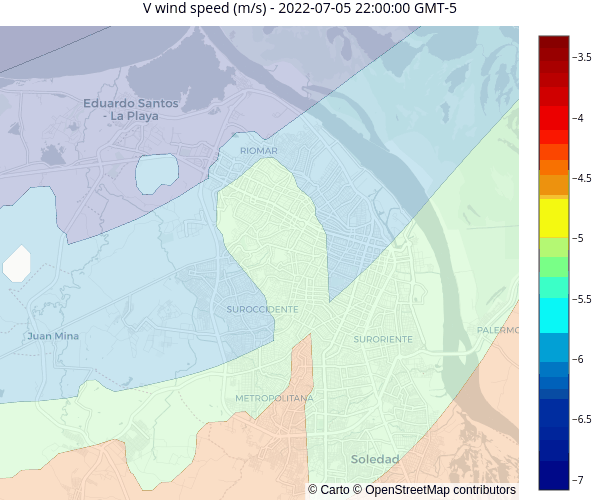 V wind speed (m/s) - 2022-07-05 22:00:00 GMT-5
Eduardo Santos
- La Playa
RIOMAR
SUROCCIDENTE
Juan Mina
SURORIENTE
PALERMO
METROPOLITANA
Soledad
© Carto © OpenStreetMap contributors
−3.5
−4
−4.5
−5
−5.5
−6
−6.5
−7